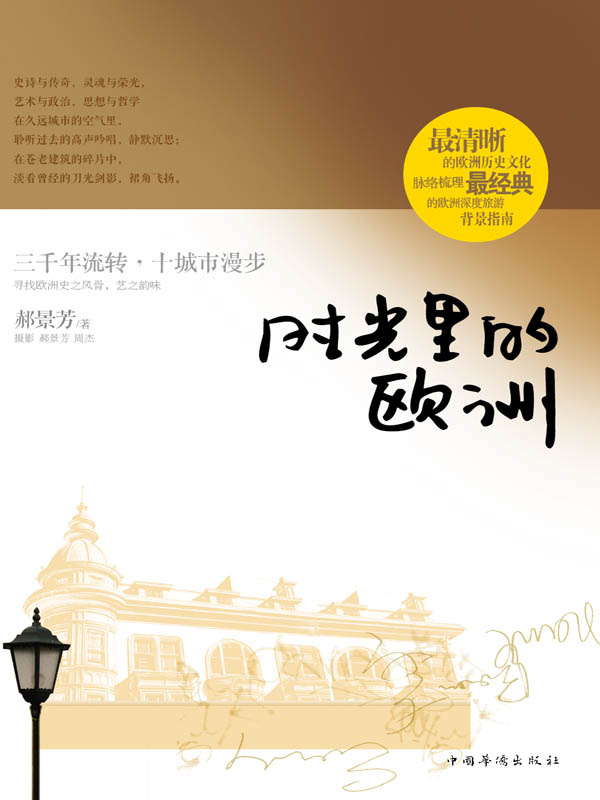 史诗与传奇，灵魂与荣光，
艺术与政治，思想与哲学
在久远城市的空气里，
聆听过去的高声吟唱，静默沉思；
在苍老建筑的碎片中，
淡看曾经的刀光剑影，裙角飞扬。
最清晰
的欧洲历史文化
脉络梳理 最经典
的欧洲深度旅游
背景指南
三千年流转·十城市漫步
寻找欧洲史之风骨，艺之韵味
郝景芳/著
摄影 郝景芳 周杰
时光里的
欧洲
中国华侨出版社